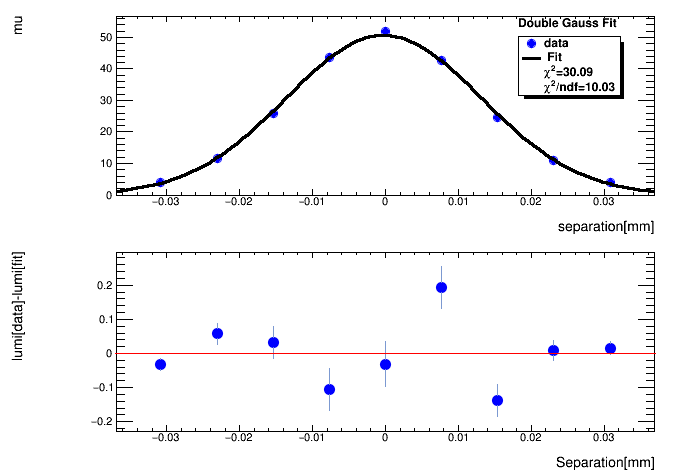 mu
Double Gauss Fit
data
Fit
χ²=30.09
χ²/ndf=10.03
50
40
30
20
10
0
−0.03 −0.02 −0.01 0 0.01 0.02 0.03
separation[mm]
lumi[data]-lumi[fit]
0.2
0.1
0
−0.1
−0.2
−0.03 −0.02 −0.01 0 0.01 0.02 0.03
Separation[mm]